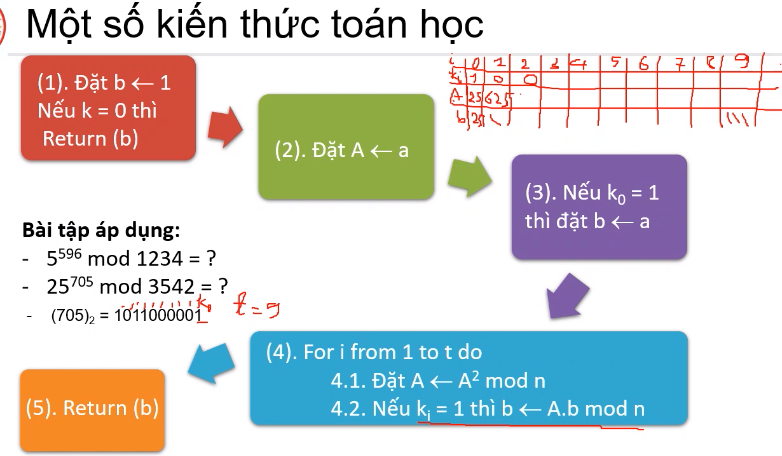 Một số kiến thức toán học
(1). Đặt b ← 1
Nếu k = 0 thì
Return (b)
(2). Đặt A ← a
i 0 1 2 3 4 5 6 7 8 9
ki 1 0 0
A 25 625
b 25
(3). Nếu k₀ = 1
thì đặt b ← a
Bài tập áp dụng:
- 5⁵⁹⁶ mod 1234 = ?
- 25⁷⁰⁵ mod 3542 = ?
- (705)₂ = 1011000001
k₀ t = 9
(4). For i from 1 to t do
4.1. Đặt A ← A² mod n
4.2. Nếu kᵢ = 1 thì b ← A.b mod n
(5). Return (b)